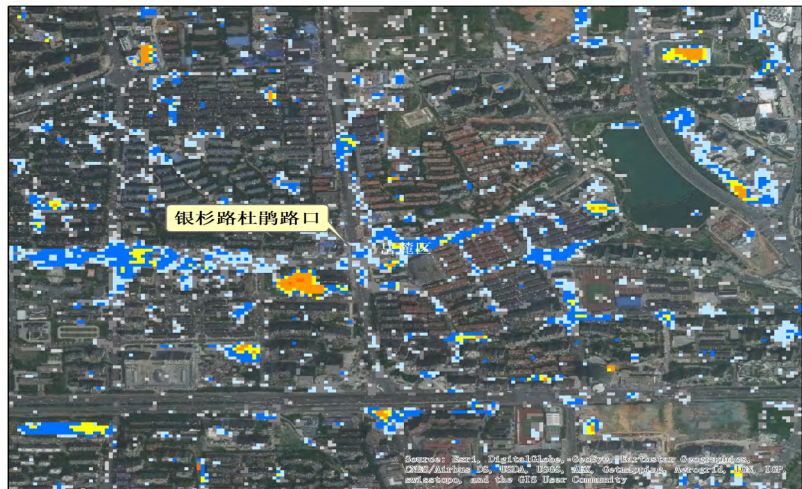 银杉路杜鹃路口
Source: Esri, DigitalGlobe, GeoEye, Earthstar Geographics,
CNES/Airbus DS, USDA, USGS, AEX, Getmapping, Aerogrid, IGN, IGP,
swisstopo, and the GIS User Community